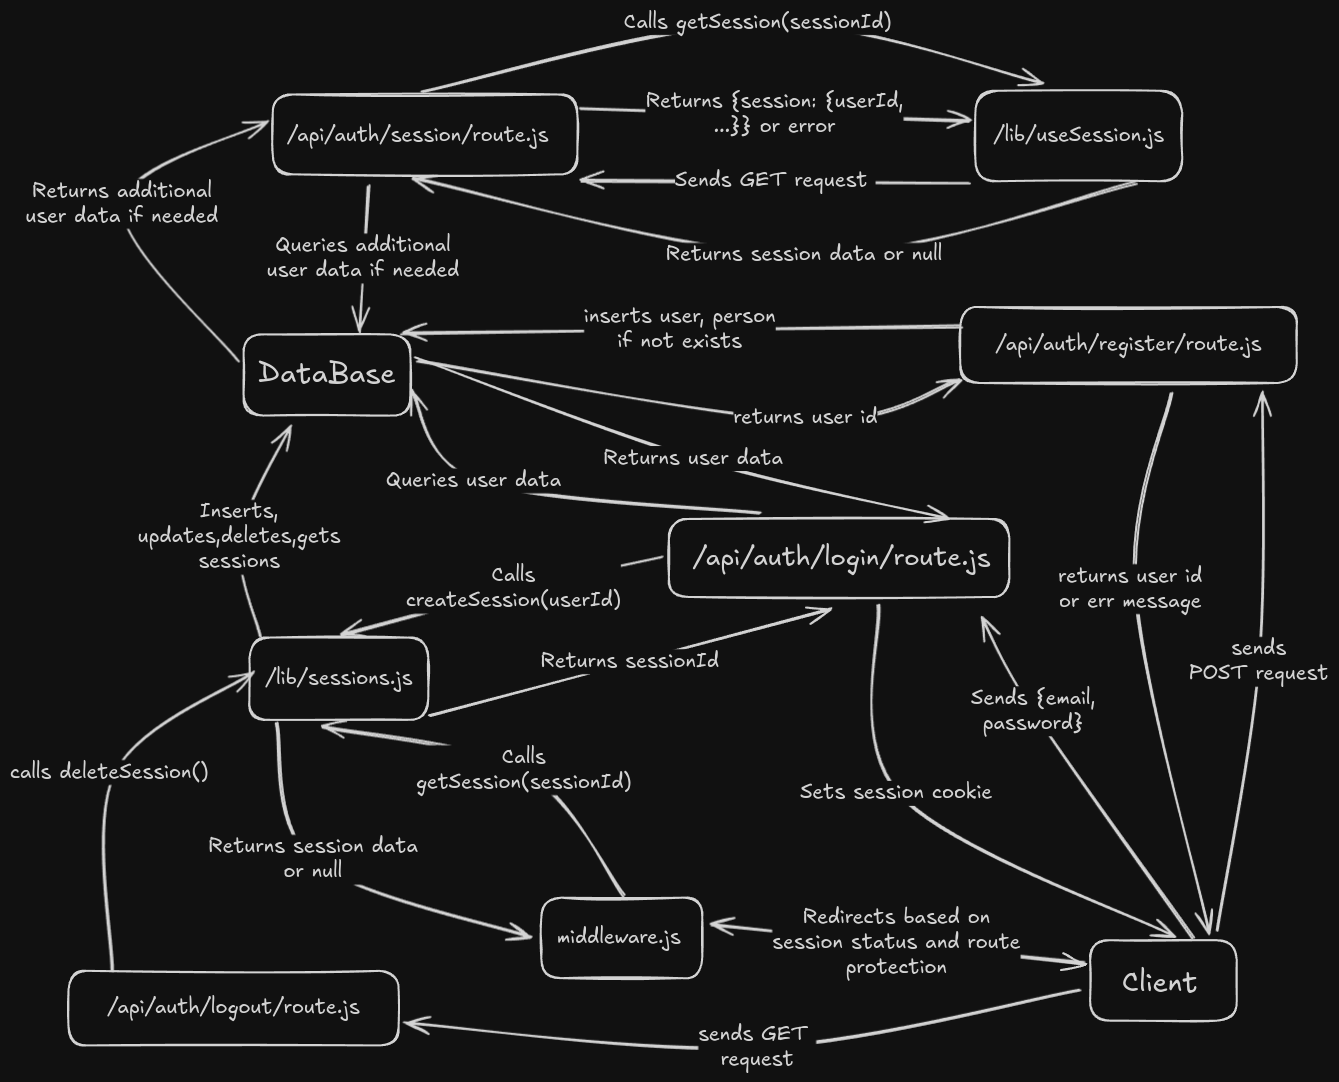 Calls getSession(sessionId)
Returns {session: {userId,
...}} or error
/api/auth/session/route.js
/lib/useSession.js
Sends GET request
Returns additional
user data if needed
Queries additional
user data if needed
Returns session data or null
inserts user, person
if not exists
/api/auth/register/route.js
DataBase
returns user id
Returns user data
Queries user data
Inserts,
updates,deletes,gets
sessions
/api/auth/login/route.js
Calls
createSession(userId)
returns user id
or err message
sends
POST request
Returns sessionId
/lib/sessions.js
Sends {email,
password}
Calls
getSession(sessionId)
calls deleteSession()
Sets session cookie
Returns session data
or null
Redirects based on
session status and route
protection
middleware.js
Client
/api/auth/logout/route.js
sends GET
request